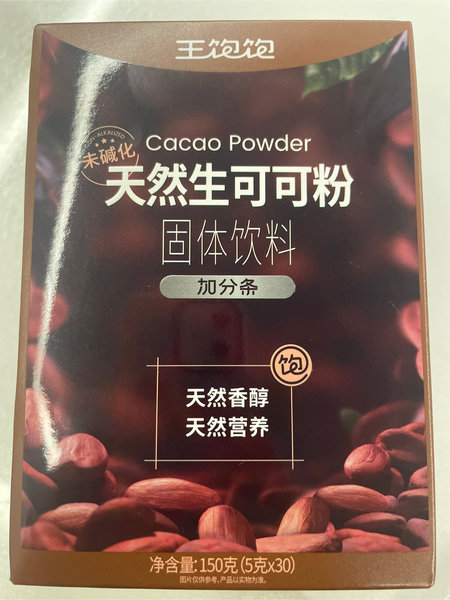 王饱饱
NON-ALKALIZED
未碱化
Cacao Powder
天然生可可粉
固体饮料
加分条
饱
天然香醇
天然营养
净含量: 150克 (5克x30)
图片仅供参考，产品以实物为准。